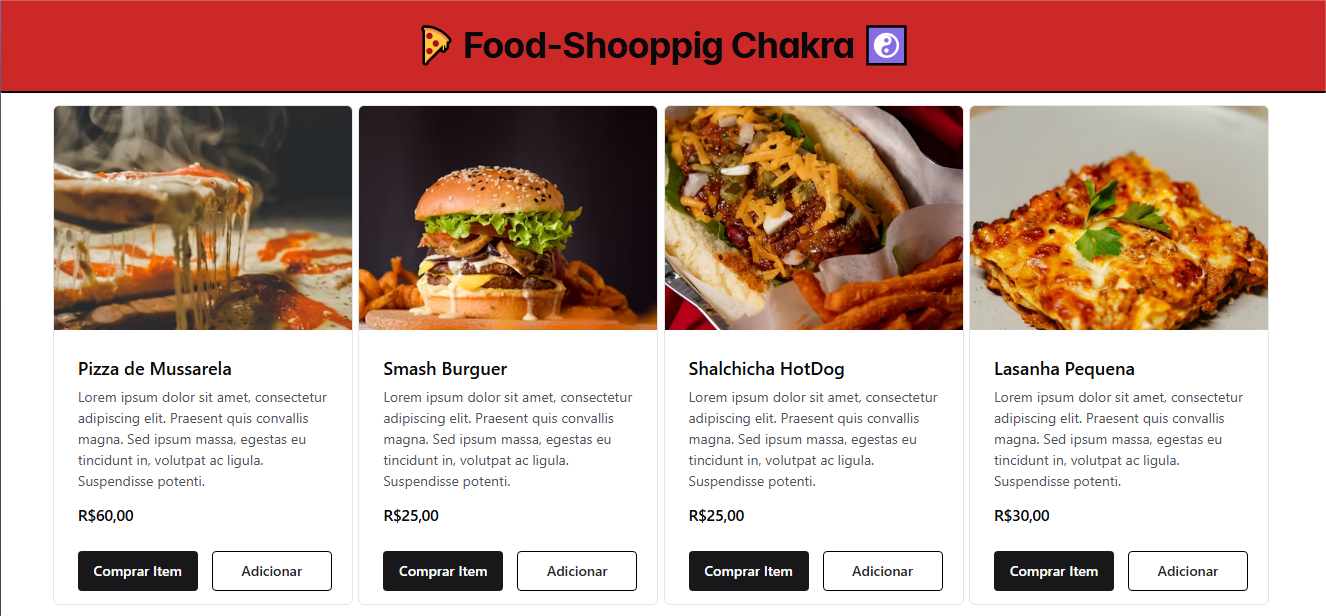 🍕 Food-Shooppig Chakra ☯️
Pizza de Mussarela
Lorem ipsum dolor sit amet, consectetur
adipiscing elit. Praesent quis convallis
magna. Sed ipsum massa, egestas eu
tincidunt in, volutpat ac ligula.
Suspendisse potenti.
R$60,00
Comprar Item
Adicionar
Smash Burguer
Lorem ipsum dolor sit amet, consectetur
adipiscing elit. Praesent quis convallis
magna. Sed ipsum massa, egestas eu
tincidunt in, volutpat ac ligula.
Suspendisse potenti.
R$25,00
Comprar Item
Adicionar
Shalchicha HotDog
Lorem ipsum dolor sit amet, consectetur
adipiscing elit. Praesent quis convallis
magna. Sed ipsum massa, egestas eu
tincidunt in, volutpat ac ligula.
Suspendisse potenti.
R$25,00
Comprar Item
Adicionar
Lasanha Pequena
Lorem ipsum dolor sit amet, consectetur
adipiscing elit. Praesent quis convallis
magna. Sed ipsum massa, egestas eu
tincidunt in, volutpat ac ligula.
Suspendisse potenti.
R$30,00
Comprar Item
Adicionar